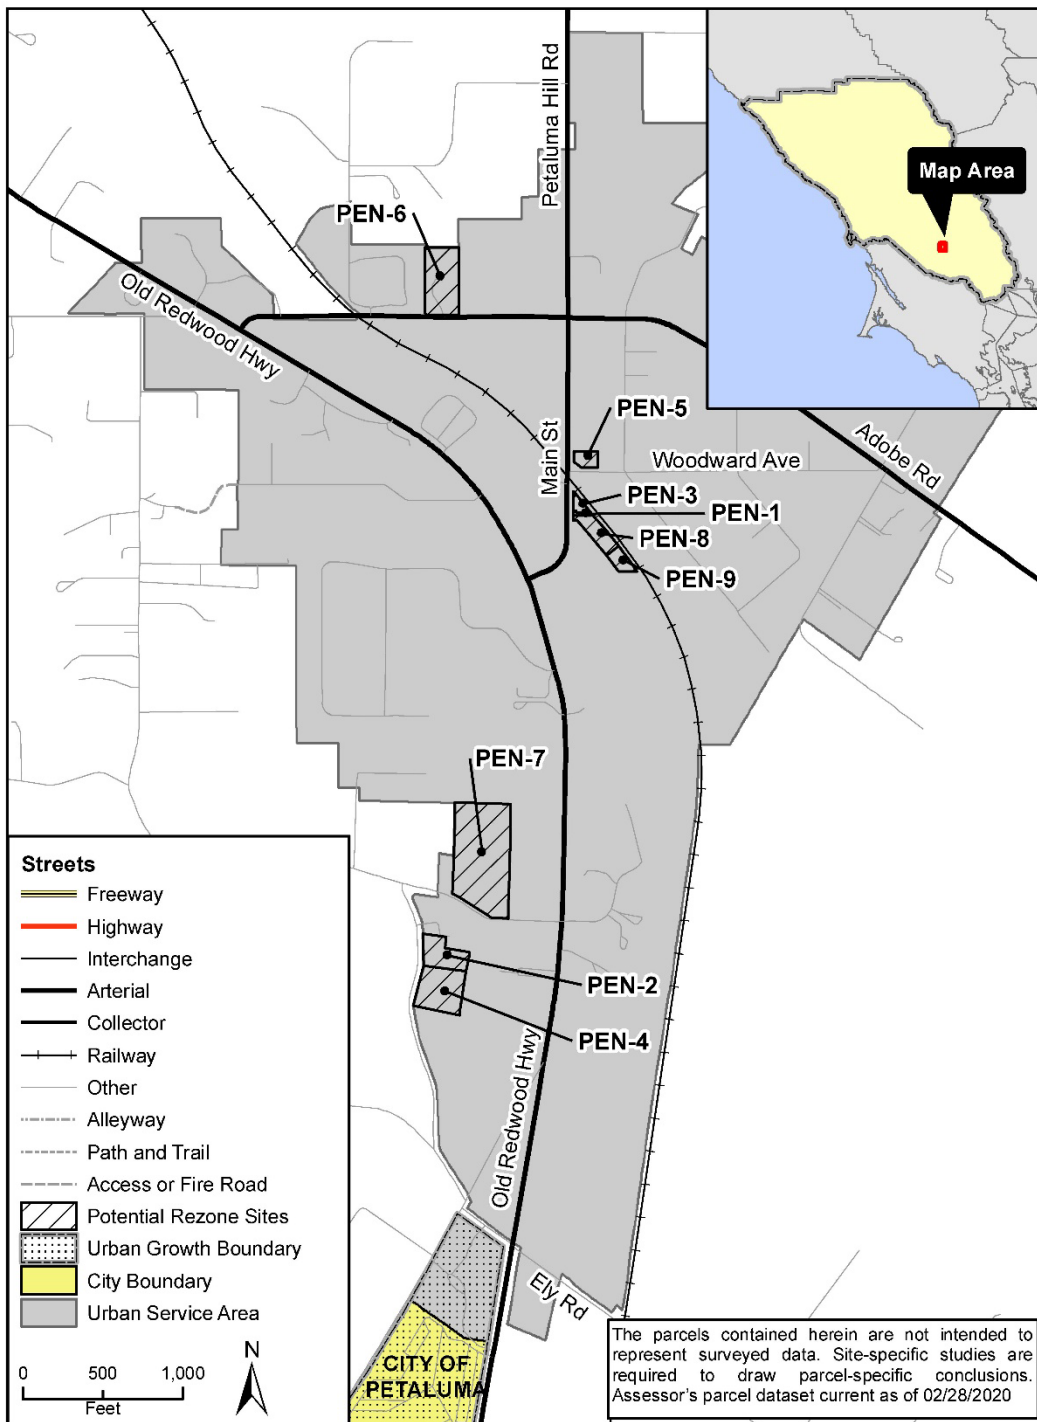 Petaluma Hill Rd
Map Area
PEN-6
Old Redwood Hwy
PEN-5
Main St
Woodward Ave
Adobe Rd
PEN-3
PEN-1
PEN-8
PEN-9
PEN-7
PEN-2
PEN-4
Old Redwood Hwy
Ely Rd
CITY OF
PETALUMA
Streets
Freeway
Highway
Interchange
Arterial
Collector
Railway
Other
Alleyway
Path and Trail
Access or Fire Road
Potential Rezone Sites
Urban Growth Boundary
City Boundary
Urban Service Area
0 500 1,000
Feet
N
The parcels contained herein are not intended to
represent surveyed data. Site-specific studies are
required to draw parcel-specific conclusions.
Assessor's parcel dataset current as of 02/28/2020